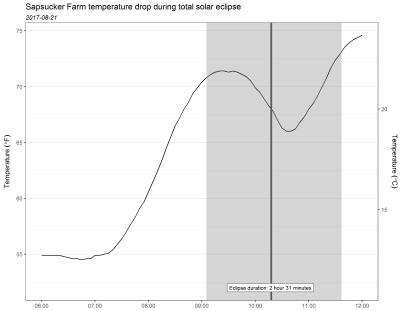 Sapsucker Farm temperature drop during total solar eclipse
2017-08-21
75
70
65
60
55
Temperature (°F)
20
15
Temperature (°C)
Eclipse duration: 2 hour 31 minutes
06:00 07:00 08:00 09:00 10:00 11:00 12:00